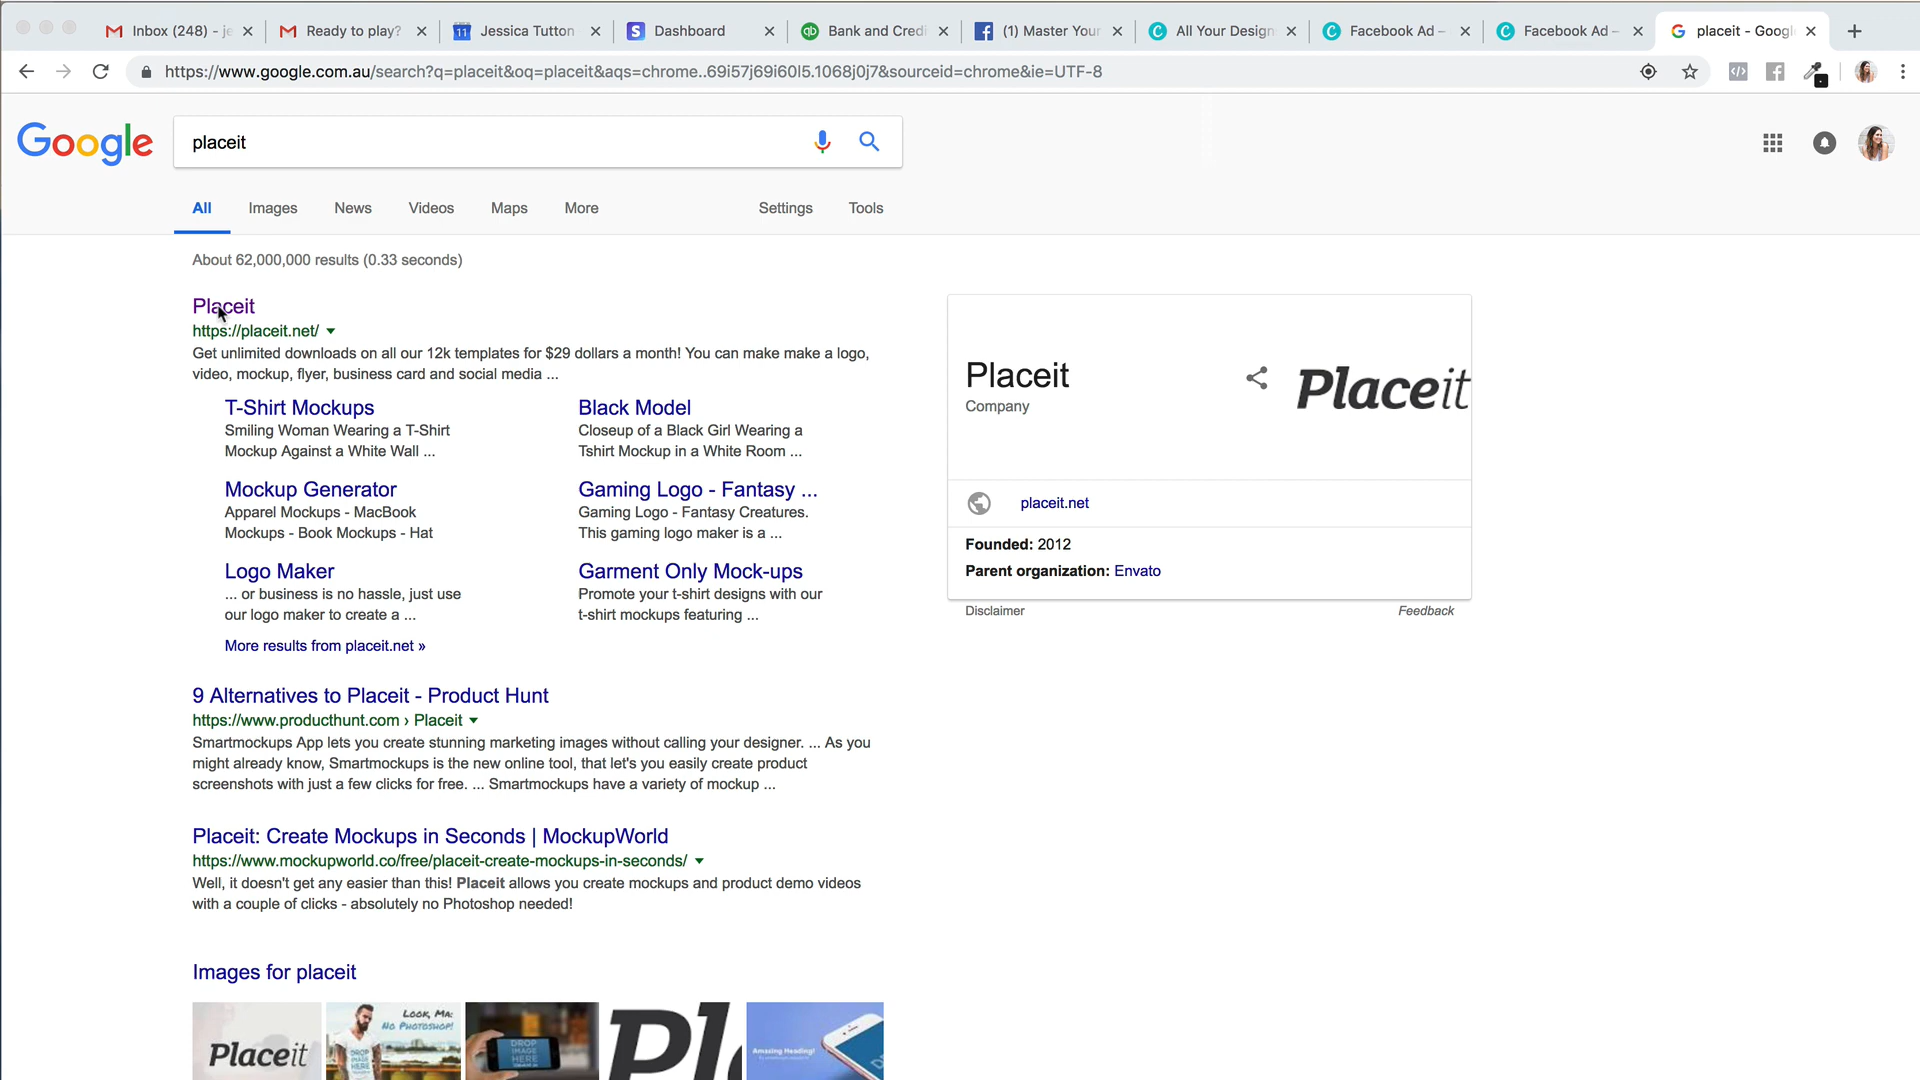 Inbox (248) - je
Ready to play?
11
Jessica Tutton
Dashboard
Bank and Credi
(1) Master Your
All Your Design
Facebook Ad –
Facebook Ad –
placeit - Googl
https://www.google.com.au/search?q=placeit&oq=placeit&aqs=chrome..69i57j69i60l5.1068j0j7&sourceid=chrome&ie=UTF-8
Google
placeit
All
Images
News
Videos
Maps
More
Settings
Tools
About 62,000,000 results (0.33 seconds)
Placeit
https://placeit.net/
Get unlimited downloads on all our 12k templates for $29 dollars a month! You can make make a logo,
video, mockup, flyer, business card and social media ...
T-Shirt Mockups
Smiling Woman Wearing a T-Shirt
Mockup Against a White Wall ...
Black Model
Closeup of a Black Girl Wearing a
Tshirt Mockup in a White Room ...
Mockup Generator
Apparel Mockups - MacBook
Mockups - Book Mockups - Hat
Gaming Logo - Fantasy ...
Gaming Logo - Fantasy Creatures.
This gaming logo maker is a ...
Logo Maker
... or business is no hassle, just use
our logo maker to create a ...
Garment Only Mock-ups
Promote your t-shirt designs with our
t-shirt mockups featuring ...
More results from placeit.net »
9 Alternatives to Placeit - Product Hunt
https://www.producthunt.com › Placeit
Smartmockups App lets you create stunning marketing images without calling your designer. ... As you
might already know, Smartmockups is the new online tool, that let's you easily create product
screenshots with just a few clicks for free. ... Smartmockups have a variety of mockup ...
Placeit: Create Mockups in Seconds | MockupWorld
https://www.mockupworld.co/free/placeit-create-mockups-in-seconds/
Well, it doesn't get any easier than this! Placeit allows you create mockups and product demo videos
with a couple of clicks - absolutely no Photoshop needed!
Images for placeit
Placeit
LOOK, MA:
NO PHOTOSHOP!
DROP
IMAGE
HERE
DROP
IMAGE
HERE
Pl
Amazing Heading!
Placeit
Company
Placeit
placeit.net
Founded: 2012
Parent organization: Envato
Disclaimer
Feedback